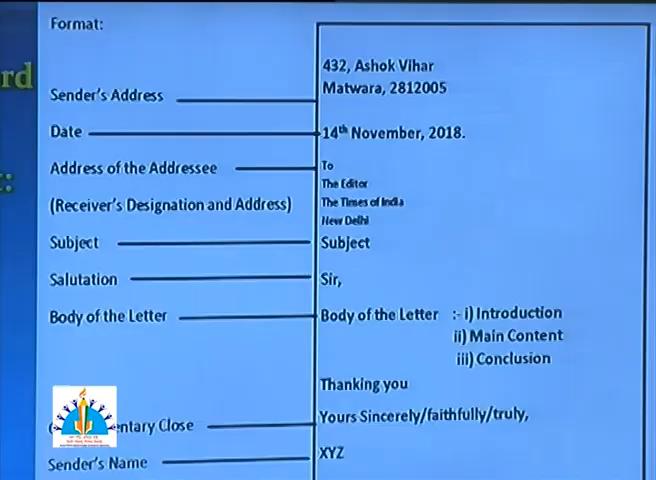 Format:
rd
432, Ashok Vihar
Matwara, 2812005
Sender's Address
Date
14th November, 2018.
Address of the Addressee
To
The Editor
(Receiver's Designation and Address)
The Times of India
New Delhi
Subject
Subject
Salutation
Sir,
Body of the Letter
Body of the Letter :- i) Introduction
ii) Main Content
iii) Conclusion
Thanking you
entary Close
Yours Sincerely/faithfully/truly,
Sender's Name
XYZ